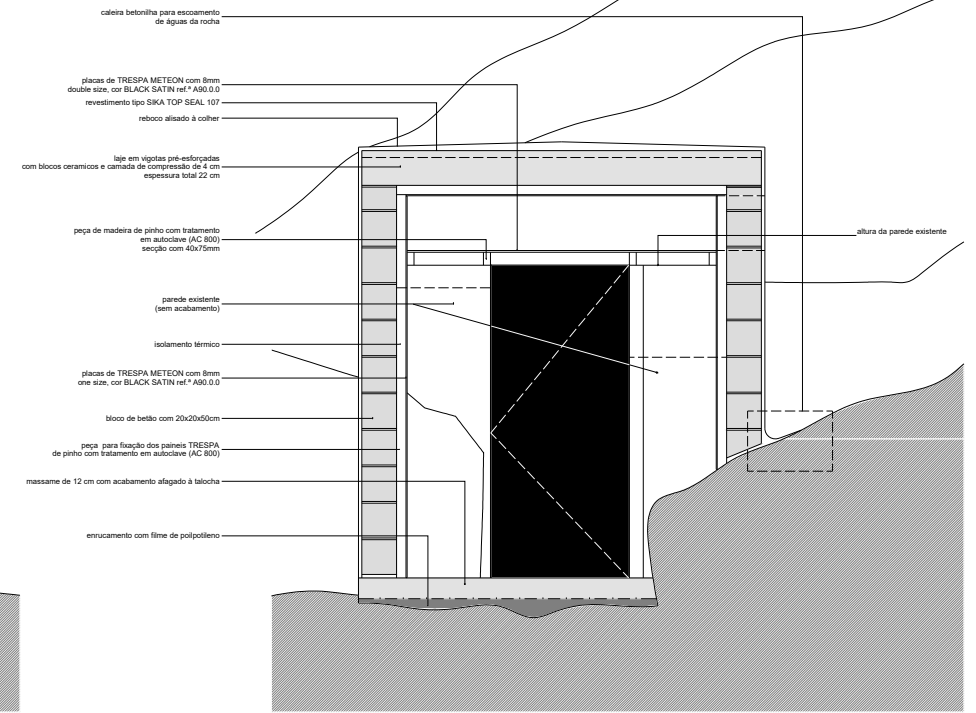 caleira betonilha para escoamento
de águas da rocha
placas de TRESPA METEON com 8mm
double size, cor BLACK SATIN ref.ª A90.0.0
revestimento tipo SIKA TOP SEAL 107
reboco alisado à colher
laje em vigotas pré-esforçadas
com blocos ceramicos e camada de compressão de 4 cm
espessura total 22 cm
peça de madeira de pinho com tratamento
em autoclave (AC 800)
secção com 40x75mm
altura da parede existente
parede existente
(sem acabamento)
isolamento térmico
placas de TRESPA METEON com 8mm
one size, cor BLACK SATIN ref.ª A90.0.0
bloco de betão com 20x20x50cm
peça para fixação dos paineis TRESPA
de pinho com tratamento em autoclave (AC 800)
massame de 12 cm com acabamento afagado à talocha
enrucamento com filme de poilpotileno